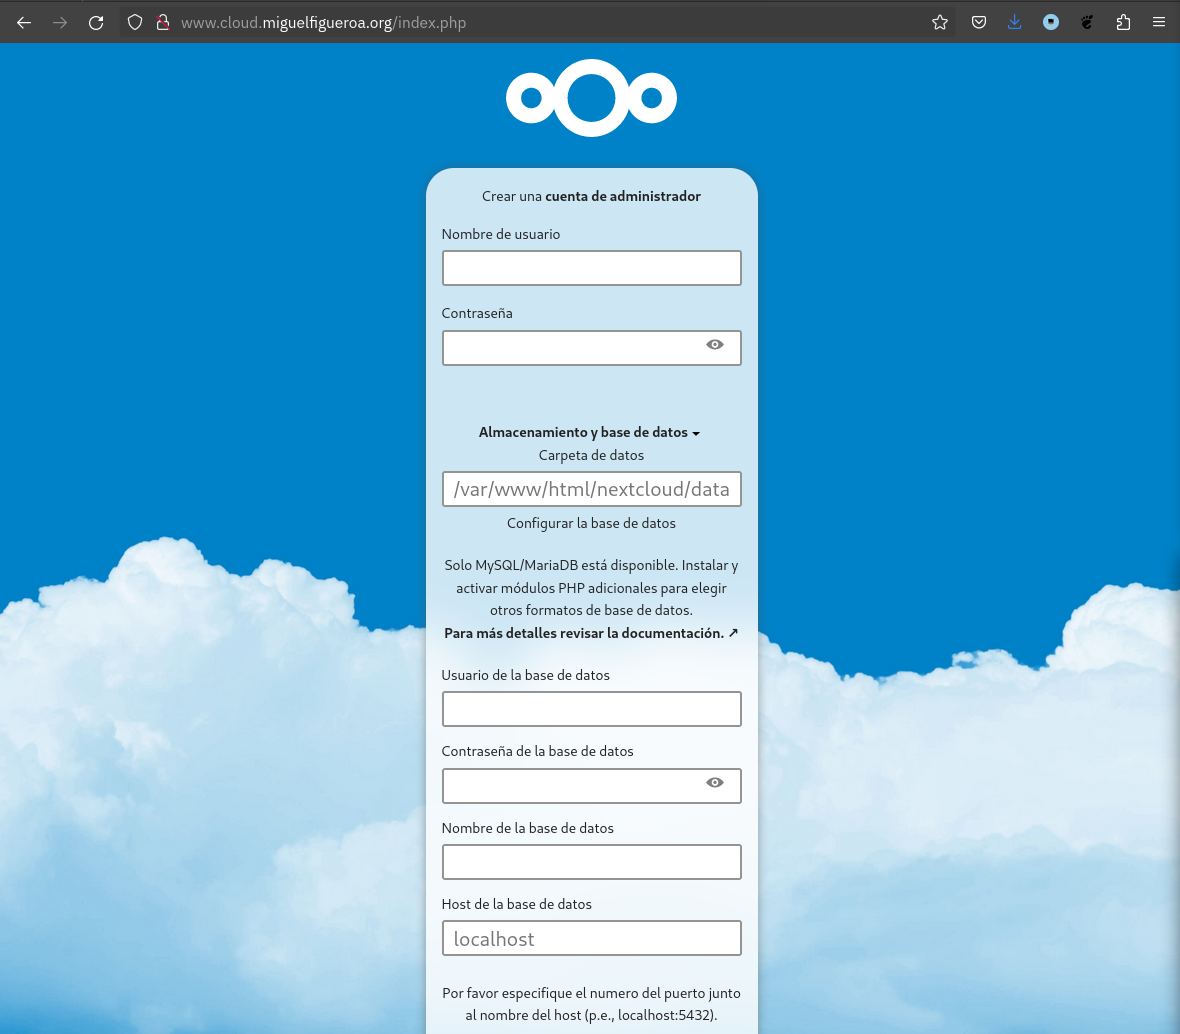 www.cloud.miguelfigueroa.org/index.php
Crear una cuenta de administrador
Nombre de usuario
Contraseña
Almacenamiento y base de datos
Carpeta de datos
/var/www/html/nextcloud/data
Configurar la base de datos
Solo MySQL/MariaDB está disponible. Instalar y
activar módulos PHP adicionales para elegir
otros formatos de base de datos.
Para más detalles revisar la documentación. ↗
Usuario de la base de datos
Contraseña de la base de datos
Nombre de la base de datos
Host de la base de datos
localhost
Por favor especifique el numero del puerto junto
al nombre del host (p.e., localhost:5432).